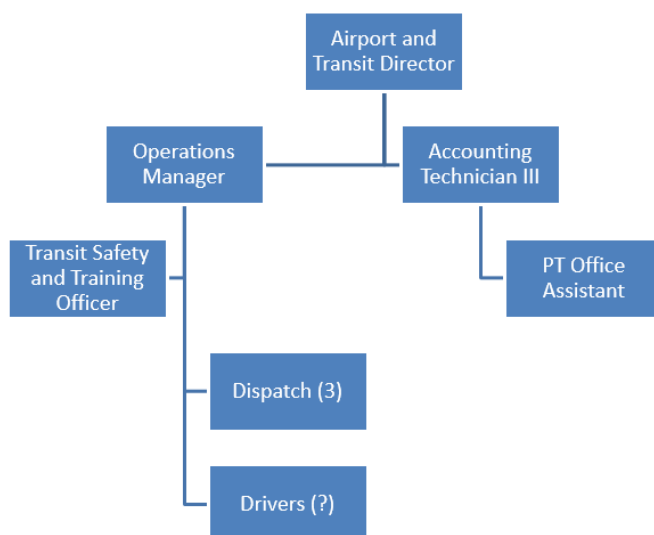 Airport and
Transit Director
Operations
Manager
Accounting
Technician III
Transit Safety
and Training
Officer
PT Office
Assistant
Dispatch (3)
Drivers (?)